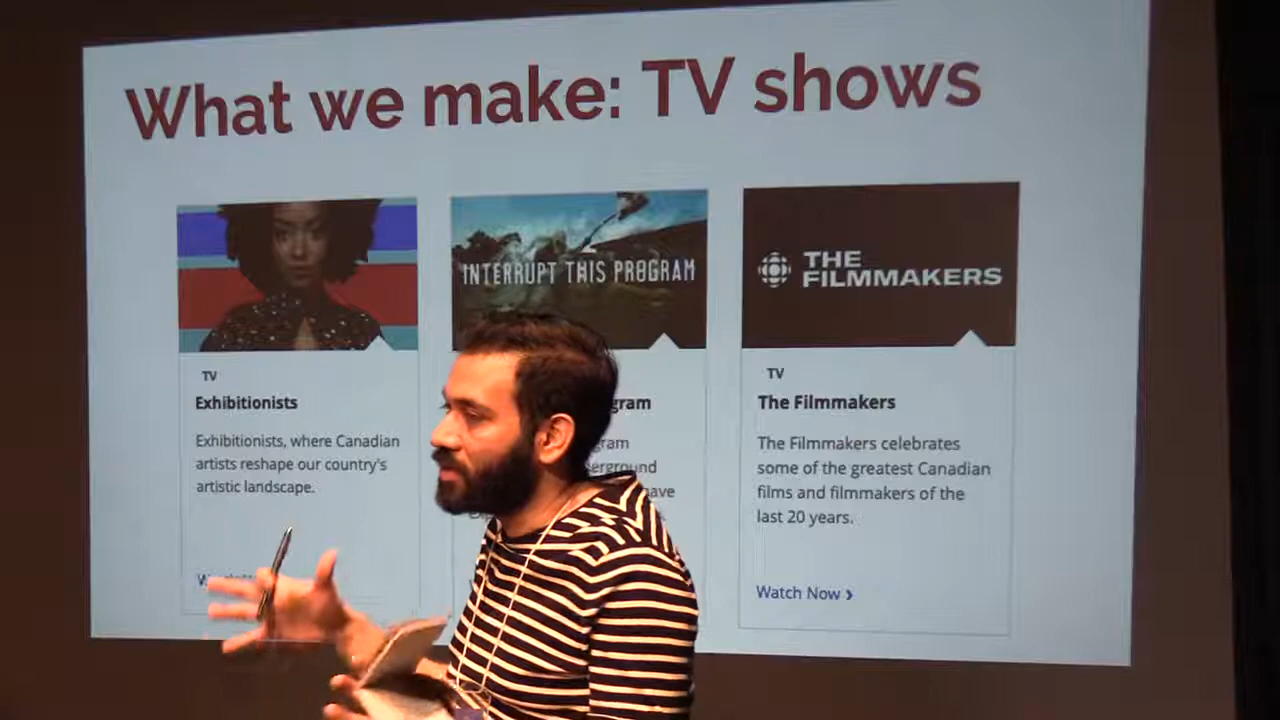 What we make: TV shows
INTERRUPT THIS PROGRAM
THE
FILMMAKERS
TV
Exhibitionists
Exhibitionists, where Canadian
artists reshape our country's
artistic landscape.
TV
The Filmmakers
The Filmmakers celebrates
some of the greatest Canadian
films and filmmakers of the
last 20 years.
Watch Now ›